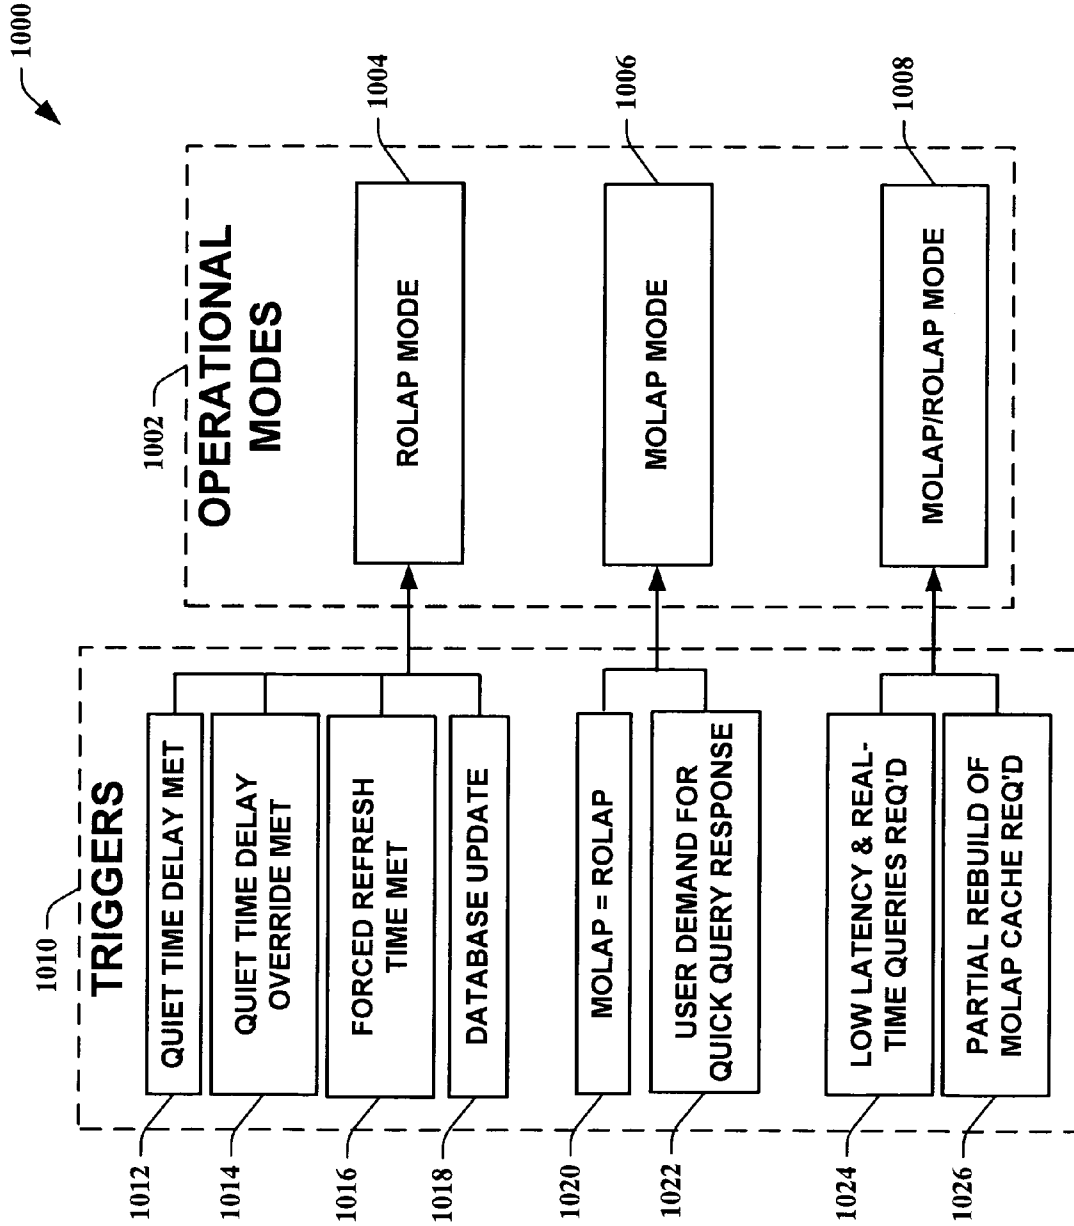 1000
1010
TRIGGERS
1012
QUIET TIME DELAY MET
1014
QUIET TIME DELAY
OVERRIDE MET
1016
FORCED REFRESH
TIME MET
1018
DATABASE UPDATE
1020
MOLAP = ROLAP
1022
USER DEMAND FOR
QUICK QUERY RESPONSE
1024
LOW LATENCY & REAL-
TIME QUERIES REQ'D
1026
PARTIAL REBUILD OF
MOLAP CACHE REQ'D
1002
OPERATIONAL
MODES
ROLAP MODE
1004
MOLAP MODE
1006
MOLAP/ROLAP MODE
1008